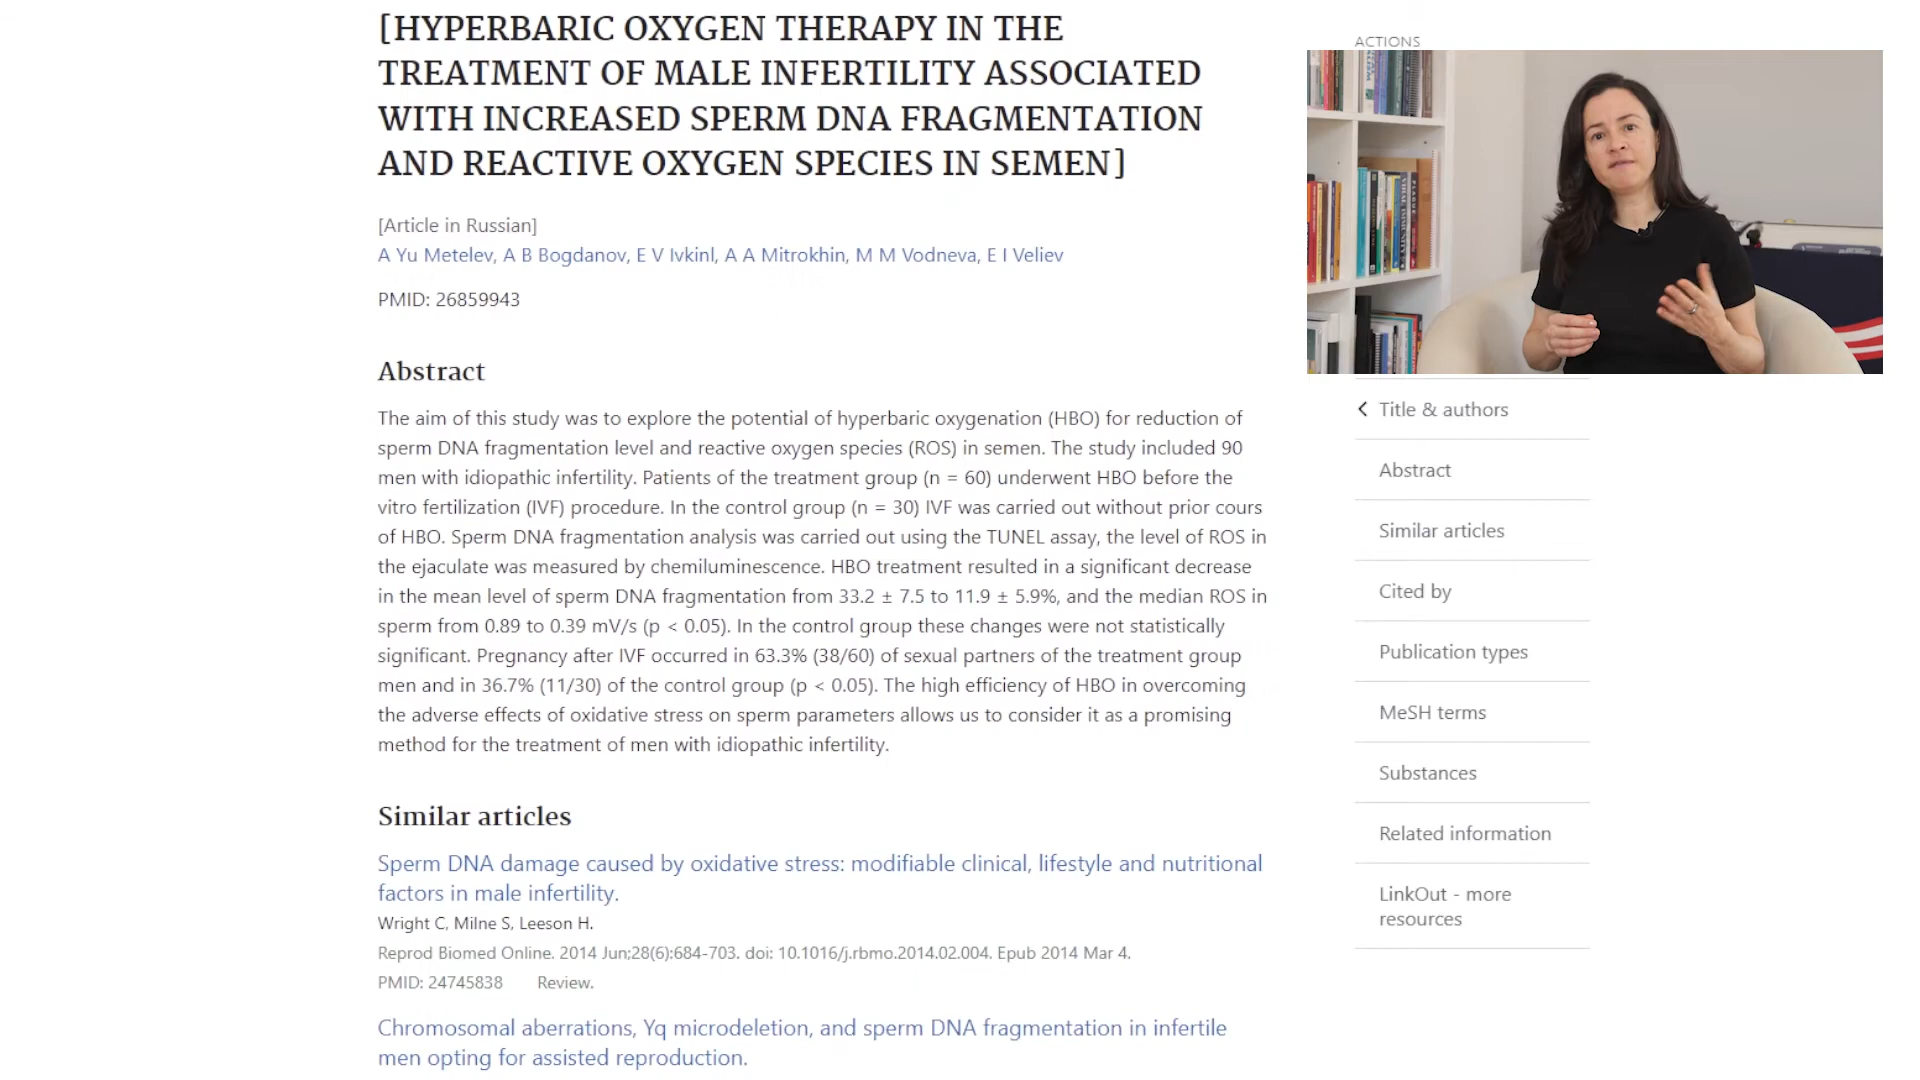 [HYPERBARIC OXYGEN THERAPY IN THE
TREATMENT OF MALE INFERTILITY ASSOCIATED
WITH INCREASED SPERM DNA FRAGMENTATION
AND REACTIVE OXYGEN SPECIES IN SEMEN]
[Article in Russian]
A Yu Metelev, A B Bogdanov, E V Ivkinl, A A Mitrokhin, M M Vodneva, E I Veliev
PMID: 26859943
Abstract
The aim of this study was to explore the potential of hyperbaric oxygenation (HBO) for reduction of
sperm DNA fragmentation level and reactive oxygen species (ROS) in semen. The study included 90
men with idiopathic infertility. Patients of the treatment group (n = 60) underwent HBO before the
vitro fertilization (IVF) procedure. In the control group (n = 30) IVF was carried out without prior cours
of HBO. Sperm DNA fragmentation analysis was carried out using the TUNEL assay, the level of ROS in
the ejaculate was measured by chemiluminescence. HBO treatment resulted in a significant decrease
in the mean level of sperm DNA fragmentation from 33.2 ± 7.5 to 11.9 ± 5.9%, and the median ROS in
sperm from 0.89 to 0.39 mV/s (p < 0.05). In the control group these changes were not statistically
significant. Pregnancy after IVF occurred in 63.3% (38/60) of sexual partners of the treatment group
men and in 36.7% (11/30) of the control group (p < 0.05). The high efficiency of HBO in overcoming
the adverse effects of oxidative stress on sperm parameters allows us to consider it as a promising
method for the treatment of men with idiopathic infertility.
Similar articles
Sperm DNA damage caused by oxidative stress: modifiable clinical, lifestyle and nutritional
factors in male infertility.
Wright C, Milne S, Leeson H.
Reprod Biomed Online. 2014 Jun;28(6):684-703. doi: 10.1016/j.rbmo.2014.02.004. Epub 2014 Mar 4.
PMID: 24745838 Review.
Chromosomal aberrations, Yq microdeletion, and sperm DNA fragmentation in infertile
men opting for assisted reproduction.
ACTIONS
Title & authors
Abstract
Similar articles
Cited by
Publication types
MeSH terms
Substances
Related information
LinkOut - more
resources